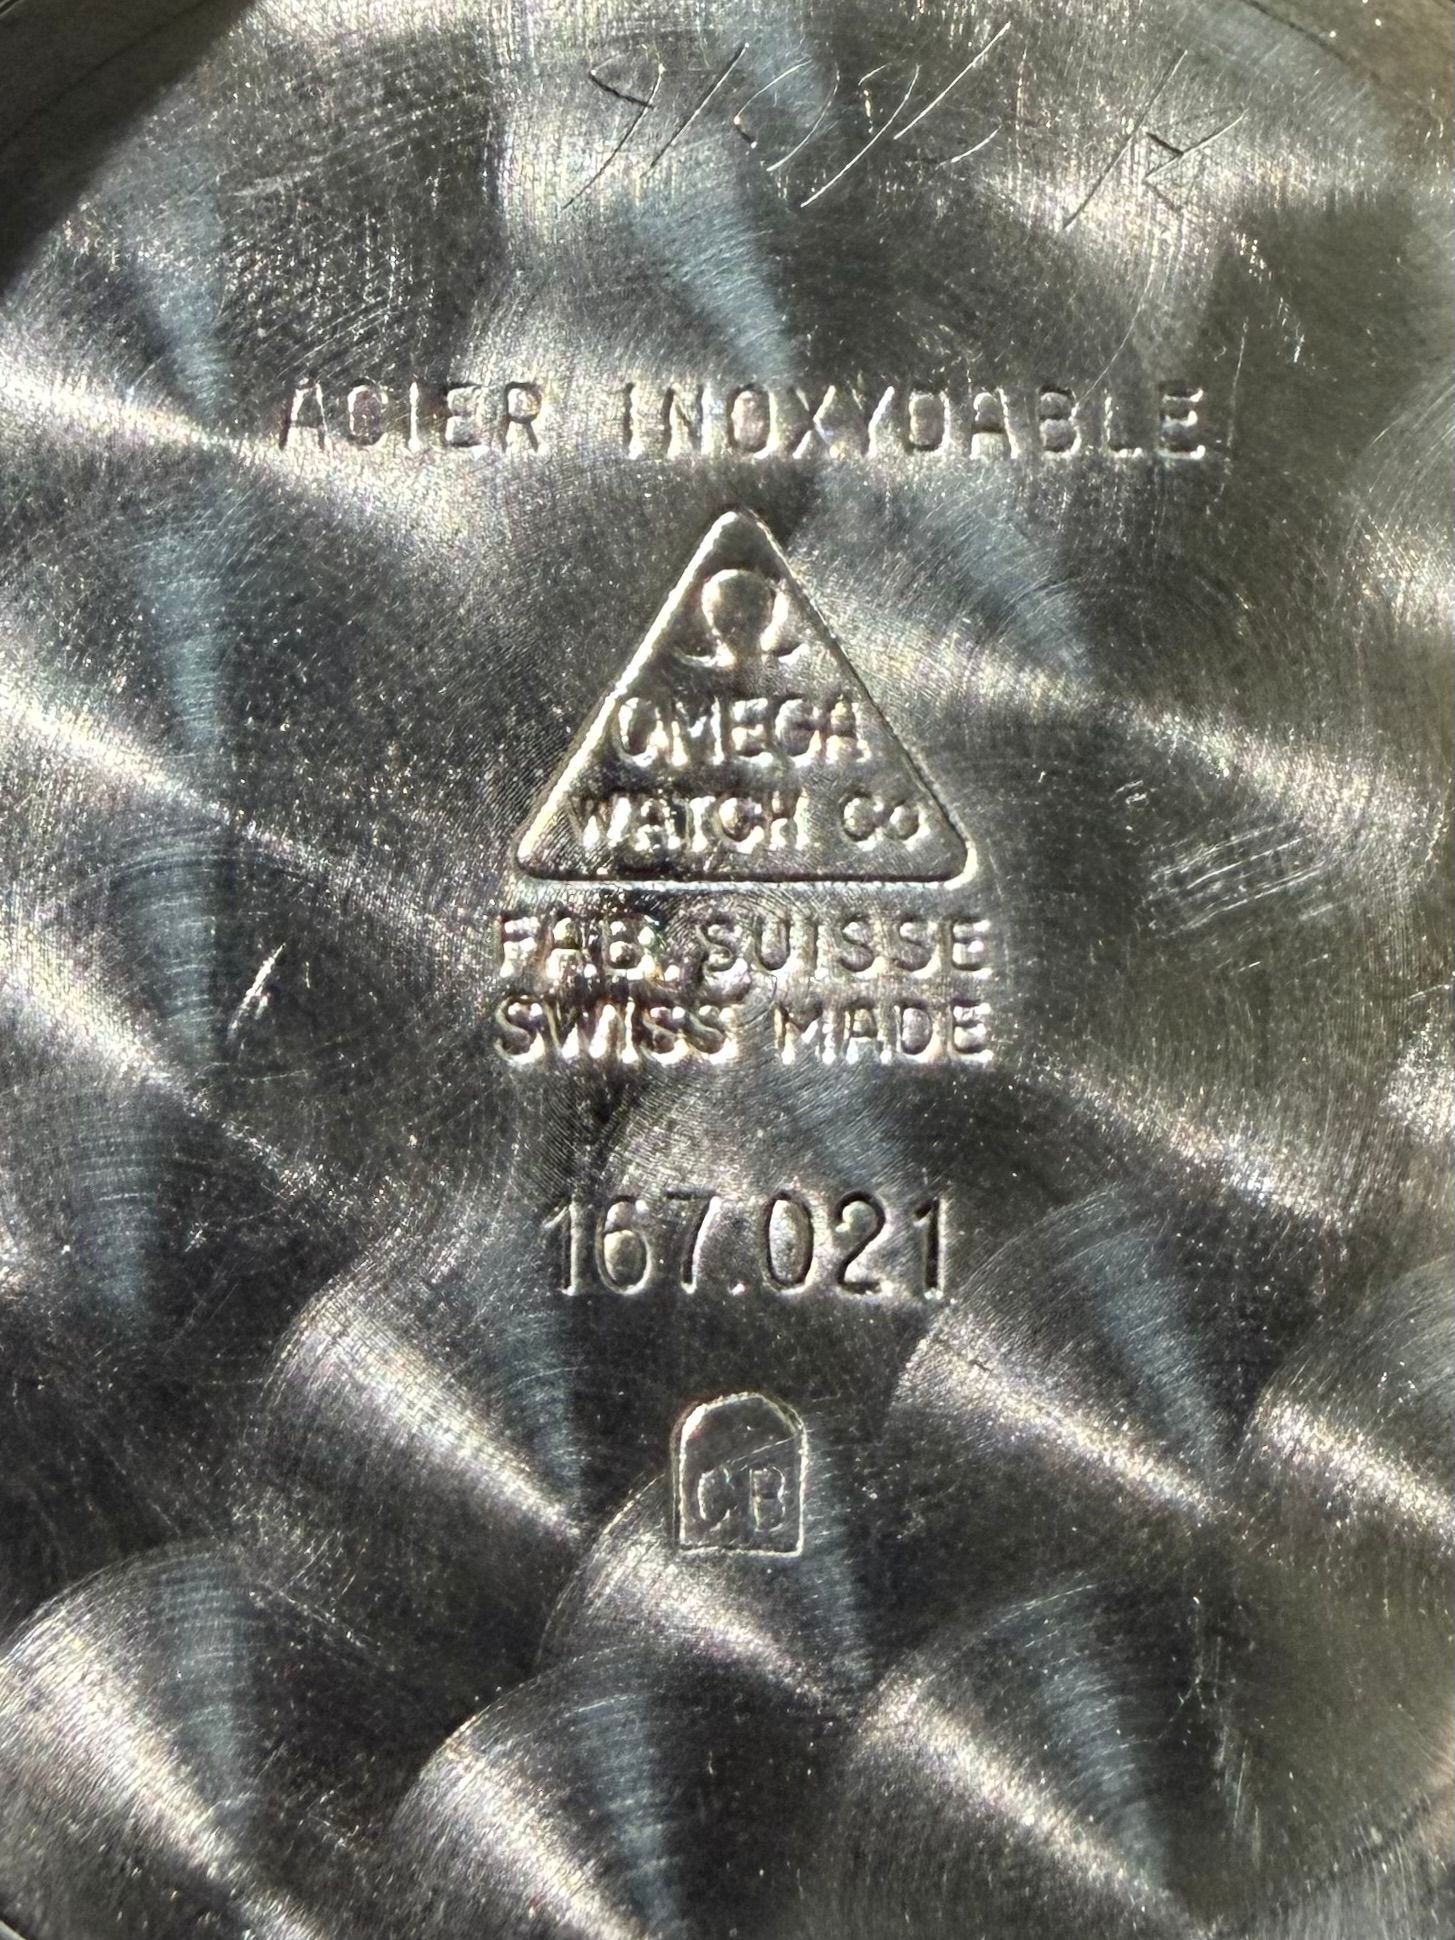 ACIER INOXYDABLE
Ω
OMEGA
WATCH Co
FAB. SUISSE
SWISS MADE
167.021
CB